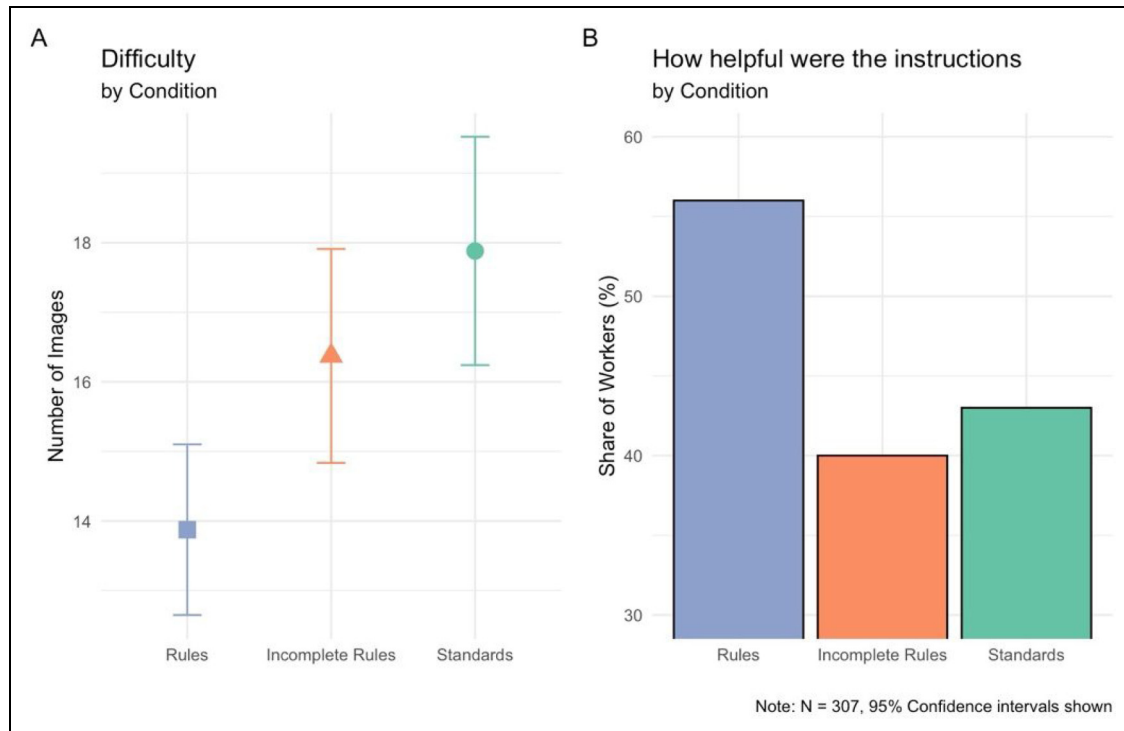 A
Difficulty
by Condition
Number of Images
18
16
14
Rules
Incomplete Rules
Standards
B
How helpful were the instructions
by Condition
Share of Workers (%)
60
50
40
30
Rules
Incomplete Rules
Standards
Note: N = 307, 95% Confidence intervals shown